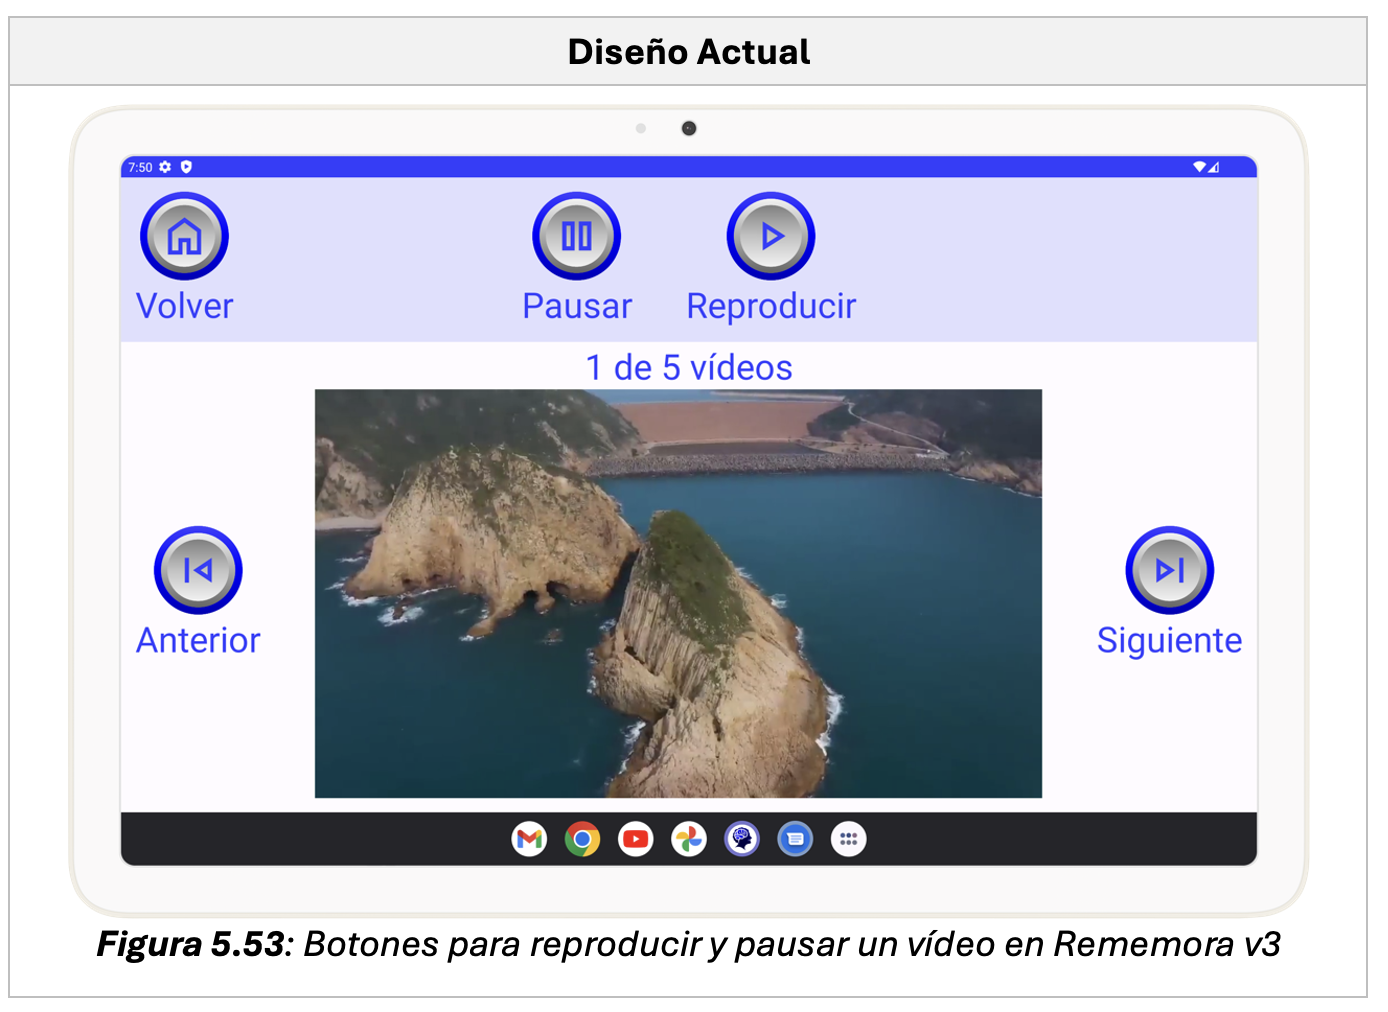 Diseño Actual
7:50
Volver
Pausar
Reproducir
1 de 5 vídeos
Anterior
Siguiente
Figura 5.53: Botones para reproducir y pausar un vídeo en Rememora v3